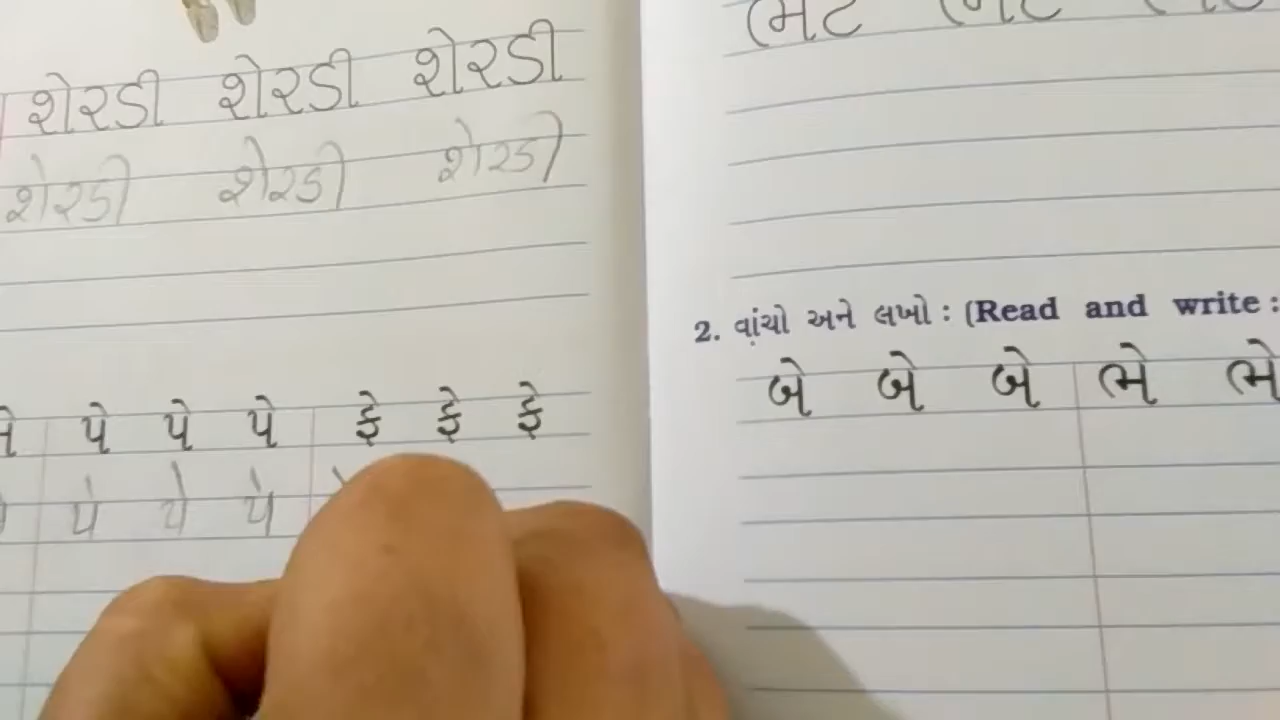 શેરડી શેરડી શેરડી
શેરડી શેરડી શેરડી
પે પે પે ફે ફે ફે
પે પે પે
ભેટ
2. વાંચો અને લખો : (Read and write :
બે બે બે ભે ભે